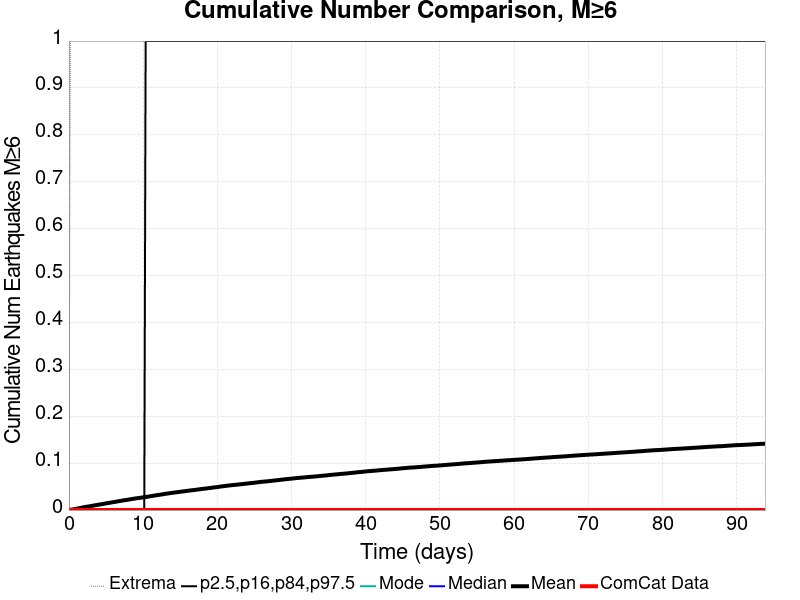 Cumulative Number Comparison, M≥6
Cumulative Num Earthquakes M≥6
1
0.9
0.8
0.7
0.6
0.5
0.4
0.3
0.2
0.1
0
0 10 20 30 40 50 60 70 80 90
Time (days)
Extrema p2.5,p16,p84,p97.5 Mode Median Mean ComCat Data